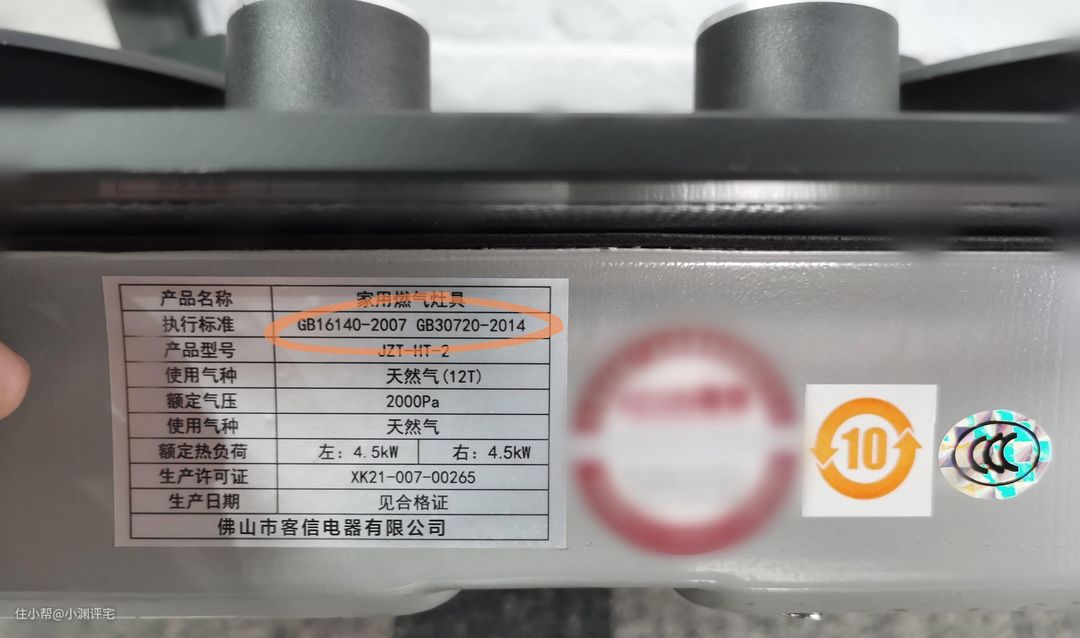 产品名称 家用燃气灶具
执行标准 GB16140-2007 GB30720-2014
产品型号 JZT-HT-2
使用气种 天然气(12T)
额定气压 2000Pa
使用气种 天然气
额定热负荷 左: 4.5kW 右: 4.5kW
生产许可证 XK21-007-00265
生产日期 见合格证
佛山市客信电器有限公司
10
CCC
住小帮@小渊评宅